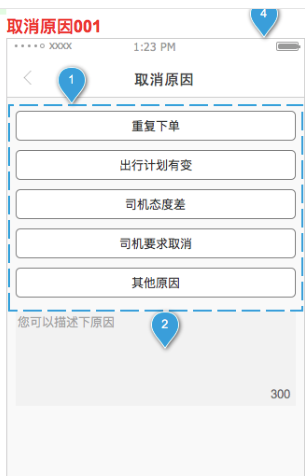 4
取消原因001
xxxx
1:23 PM
1
取消原因
重复下单
出行计划有变
司机态度差
司机要求取消
其他原因
您可以描述下原因
2
300